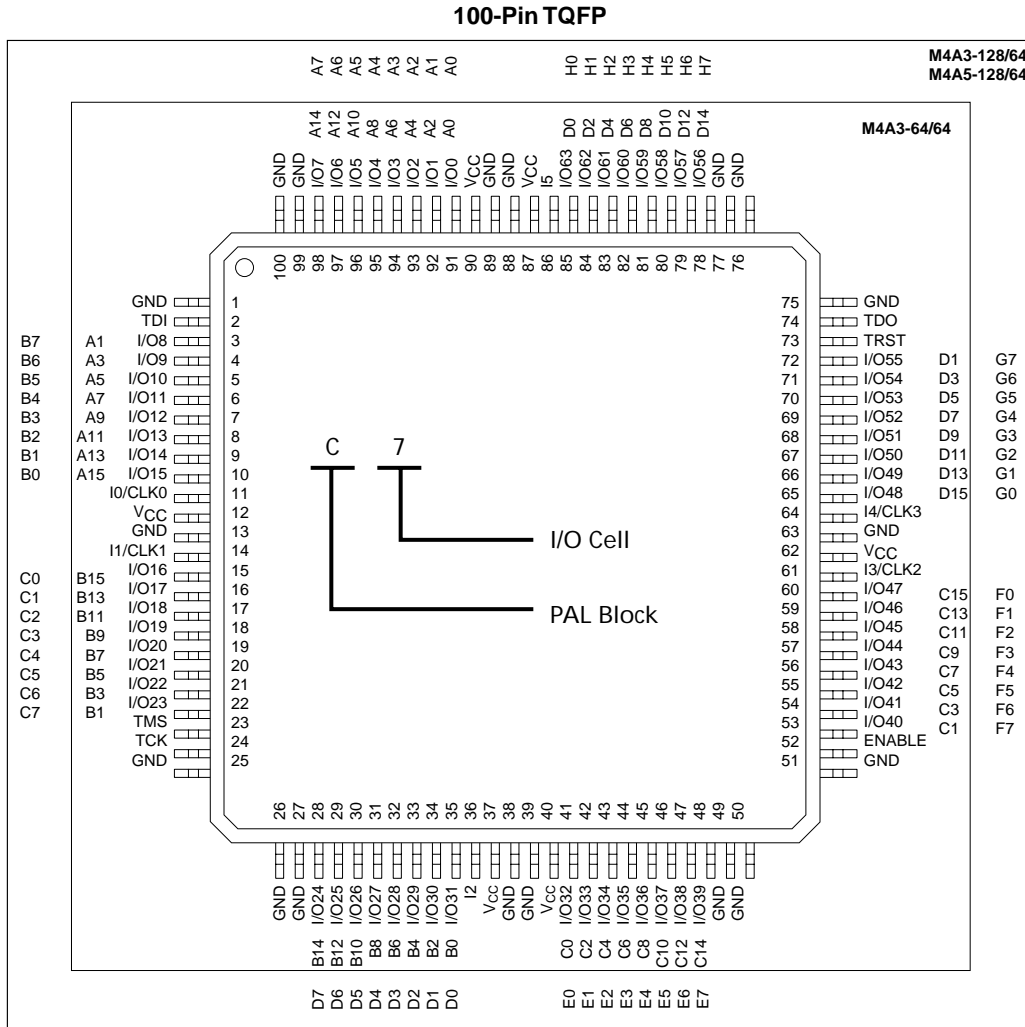 100-Pin TQFP
M4A3-128/64
M4A5-128/64
A7 A6 A5 A4 A3 A2 A1 A0 H0 H1 H2 H3 H4 H5 H6 H7
M4A3-64/64
A14 A12 A10 A8 A6 A4 A2 A0 D0 D2 D4 D6 D8 D10 D12 D14
GND GND I/O7 I/O6 I/O5 I/O4 I/O3 I/O2 I/O1 I/O0 VCC GND GND VCC I5 I/O63 I/O62 I/O61 I/O60 I/O59 I/O58 I/O57 I/O56 GND GND
100 99 98 97 96 95 94 93 92 91 90 89 88 87 86 85 84 83 82 81 80 79 78 77 76
GND 1 75 GND
TDI 2 74 TDO
B7 A1 I/O8 3 73 TRST
B6 A3 I/O9 4 72 I/O55 D1 G7
B5 A5 I/O10 5 71 I/O54 D3 G6
B4 A7 I/O11 6 70 I/O53 D5 G5
B3 A9 I/O12 7 69 I/O52 D7 G4
B2 A11 I/O13 8 68 I/O51 D9 G3
B1 A13 I/O14 9 67 I/O50 D11 G2
B0 A15 I/O15 10 66 I/O49 D13 G1
I0/CLK0 11 65 I/O48 D15 G0
VCC 12 64 I4/CLK3
GND 13 63 GND
I1/CLK1 14 62 VCC
C0 B15 I/O16 15 61 I3/CLK2
C1 B13 I/O17 16 60 I/O47 C15 F0
C2 B11 I/O18 17 59 I/O46 C13 F1
C3 B9 I/O19 18 58 I/O45 C11 F2
C4 B7 I/O20 19 57 I/O44 C9 F3
C5 B5 I/O21 20 56 I/O43 C7 F4
C6 B3 I/O22 21 55 I/O42 C5 F5
C7 B1 I/O23 22 54 I/O41 C3 F6
TMS 23 53 I/O40 C1 F7
TCK 24 52 ENABLE
GND 25 51 GND
C 7
I/O Cell
PAL Block
26 27 28 29 30 31 32 33 34 35 36 37 38 39 40 41 42 43 44 45 46 47 48 49 50
GND GND I/O24 I/O25 I/O26 I/O27 I/O28 I/O29 I/O30 I/O31 I2 VCC GND GND VCC I/O32 I/O33 I/O34 I/O35 I/O36 I/O37 I/O38 I/O39 GND GND
B14 B12 B10 B8 B6 B4 B2 B0 C0 C2 C4 C6 C8 C10 C12 C14
D7 D6 D5 D4 D3 D2 D1 D0 E0 E1 E2 E3 E4 E5 E6 E7